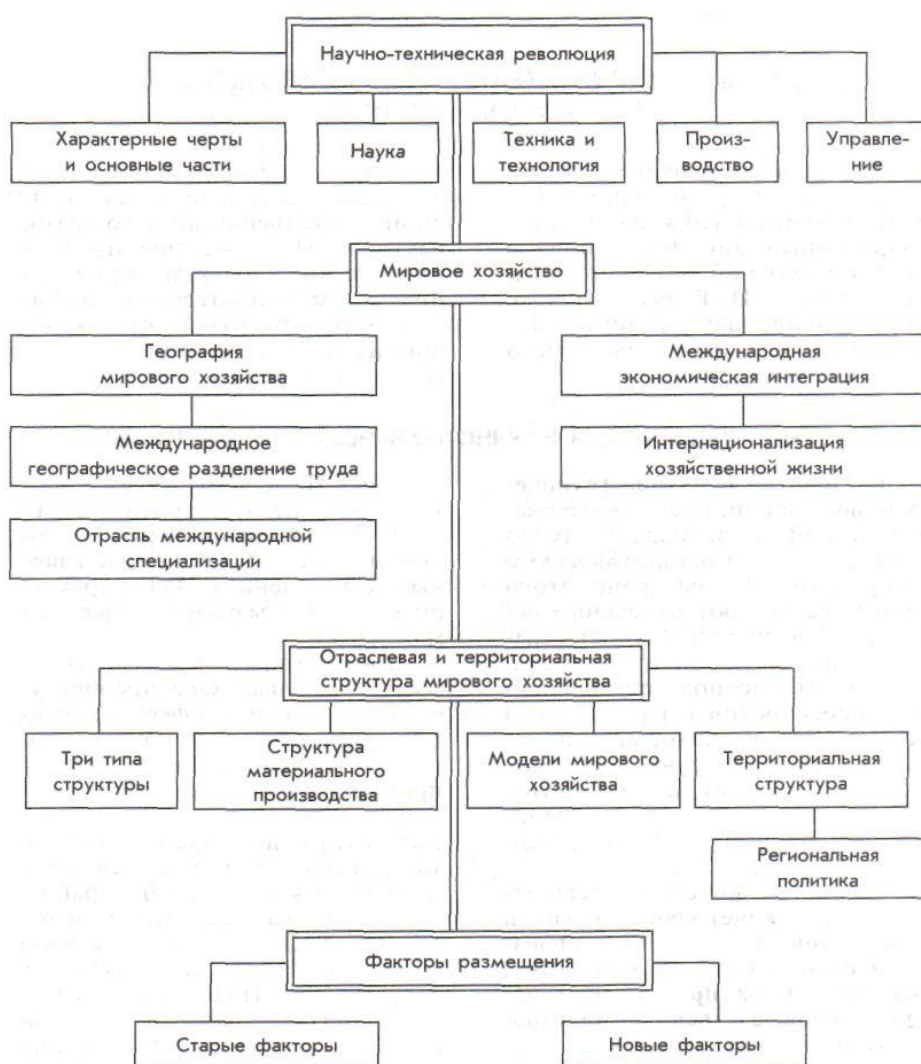 Научно-техническая революция
Характерные черты
и основные части
Наука
Техника и
технология
Произ-
водство
Управле-
ние
Мировое хозяйство
География
мирового хозяйства
Международная
экономическая интеграция
Международное
географическое разделение труда
Интернационализация
хозяйственной жизни
Отрасль международной
специализации
Отраслевая и территориальная
структура мирового хозяйства
Три типа
структуры
Структура
материального
производства
Модели мирового
хозяйства
Территориальная
структура
Региональная
политика
Факторы размещения
Старые факторы
Новые факторы